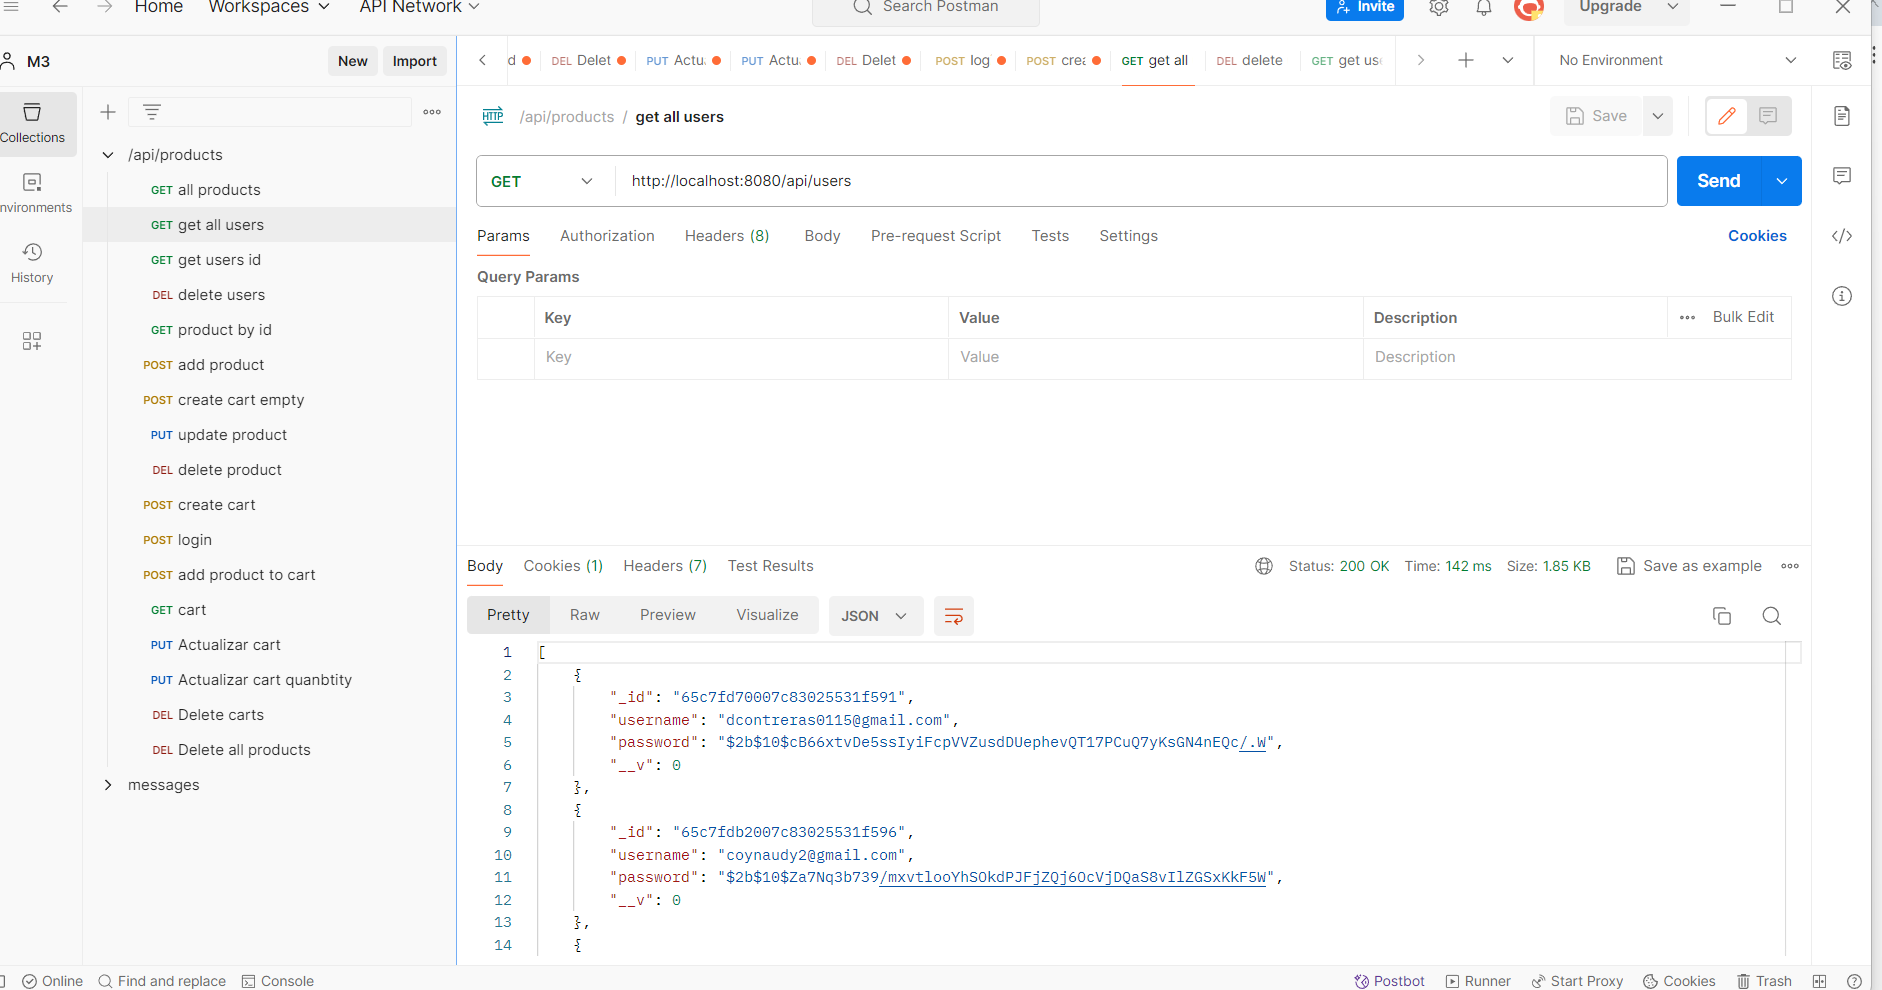 Home Workspaces API Network Search Postman Invite Upgrade
M3 New Import
d DEL Delet PUT Actu PUT Actu DEL Delet POST log POST crea GET get all DEL delete GET get us No Environment
Collections
nvironments
History
/api/products
GET all products
GET get all users
GET get users id
DEL delete users
GET product by id
POST add product
POST create cart empty
PUT update product
DEL delete product
POST create cart
POST login
POST add product to cart
GET cart
PUT Actualizar cart
PUT Actualizar cart quanbtity
DEL Delete carts
DEL Delete all products
messages
HTTP /api/products / get all users Save
GET http://localhost:8080/api/users Send
Params Authorization Headers (8) Body Pre-request Script Tests Settings Cookies
Query Params
Key Value Description Bulk Edit
Key Value Description
Body Cookies (1) Headers (7) Test Results Status: 200 OK Time: 142 ms Size: 1.85 KB Save as example
Pretty Raw Preview Visualize JSON
1 [
2 {
3 "_id": "65c7fd70007c83025531f591",
4 "username": "dcontreras0115@gmail.com",
5 "password": "$2b$10$cB66xtvDe5ssIyiFcpVVZusdDUephevQT17PCuQ7yKsGN4nEQc/.W",
6 "__v": 0
7 },
8 {
9 "_id": "65c7fdb2007c83025531f596",
10 "username": "coynaudy2@gmail.com",
11 "password": "$2b$10$Za7Nq3b739/mxvtlooYhSOkdPJFjZQj6OcVjDQaS8vIlZGSxKkF5W",
12 "__v": 0
13 },
14 {
Online Find and replace Console Postbot Runner Start Proxy Cookies Trash